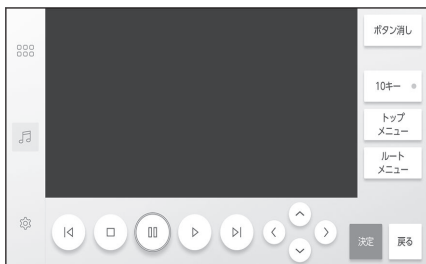 ボタン消し
10キー
トップ
メニュー
ルート
メニュー
決定
戻る